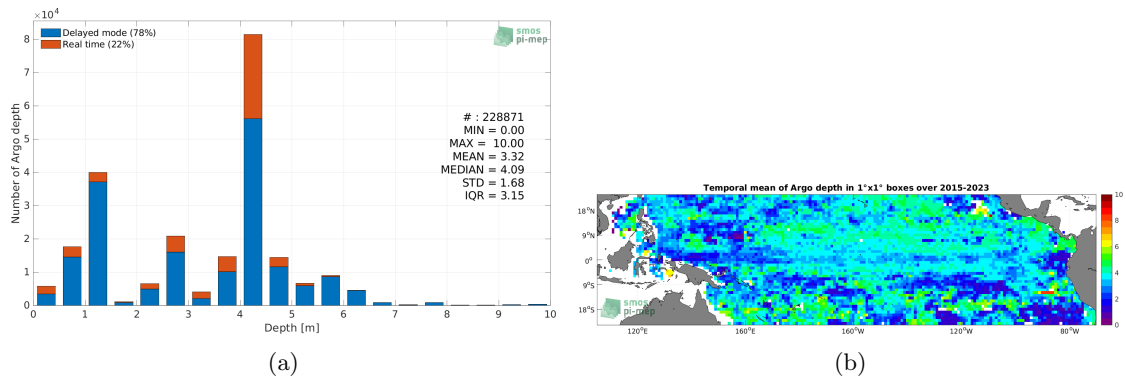 ×10^4
Delayed mode (78%)
Real time (22%)
smos
pi-mep
8
7
6
5
4
3
2
1
0
Number of Argo depth
# : 228871
MIN = 0.00
MAX = 10.00
MEAN = 3.32
MEDIAN = 4.09
STD = 1.68
IQR = 3.15
0 1 2 3 4 5 6 7 8 9 10
Depth [m]
(a)
Temporal mean of Argo depth in 1°x1° boxes over 2015-2023
18°N
9°N
0°
9°S
18°S
smos
pi-mep
120°E 160°E 160°W 120°W 80°W
10
8
6
4
2
0
(b)